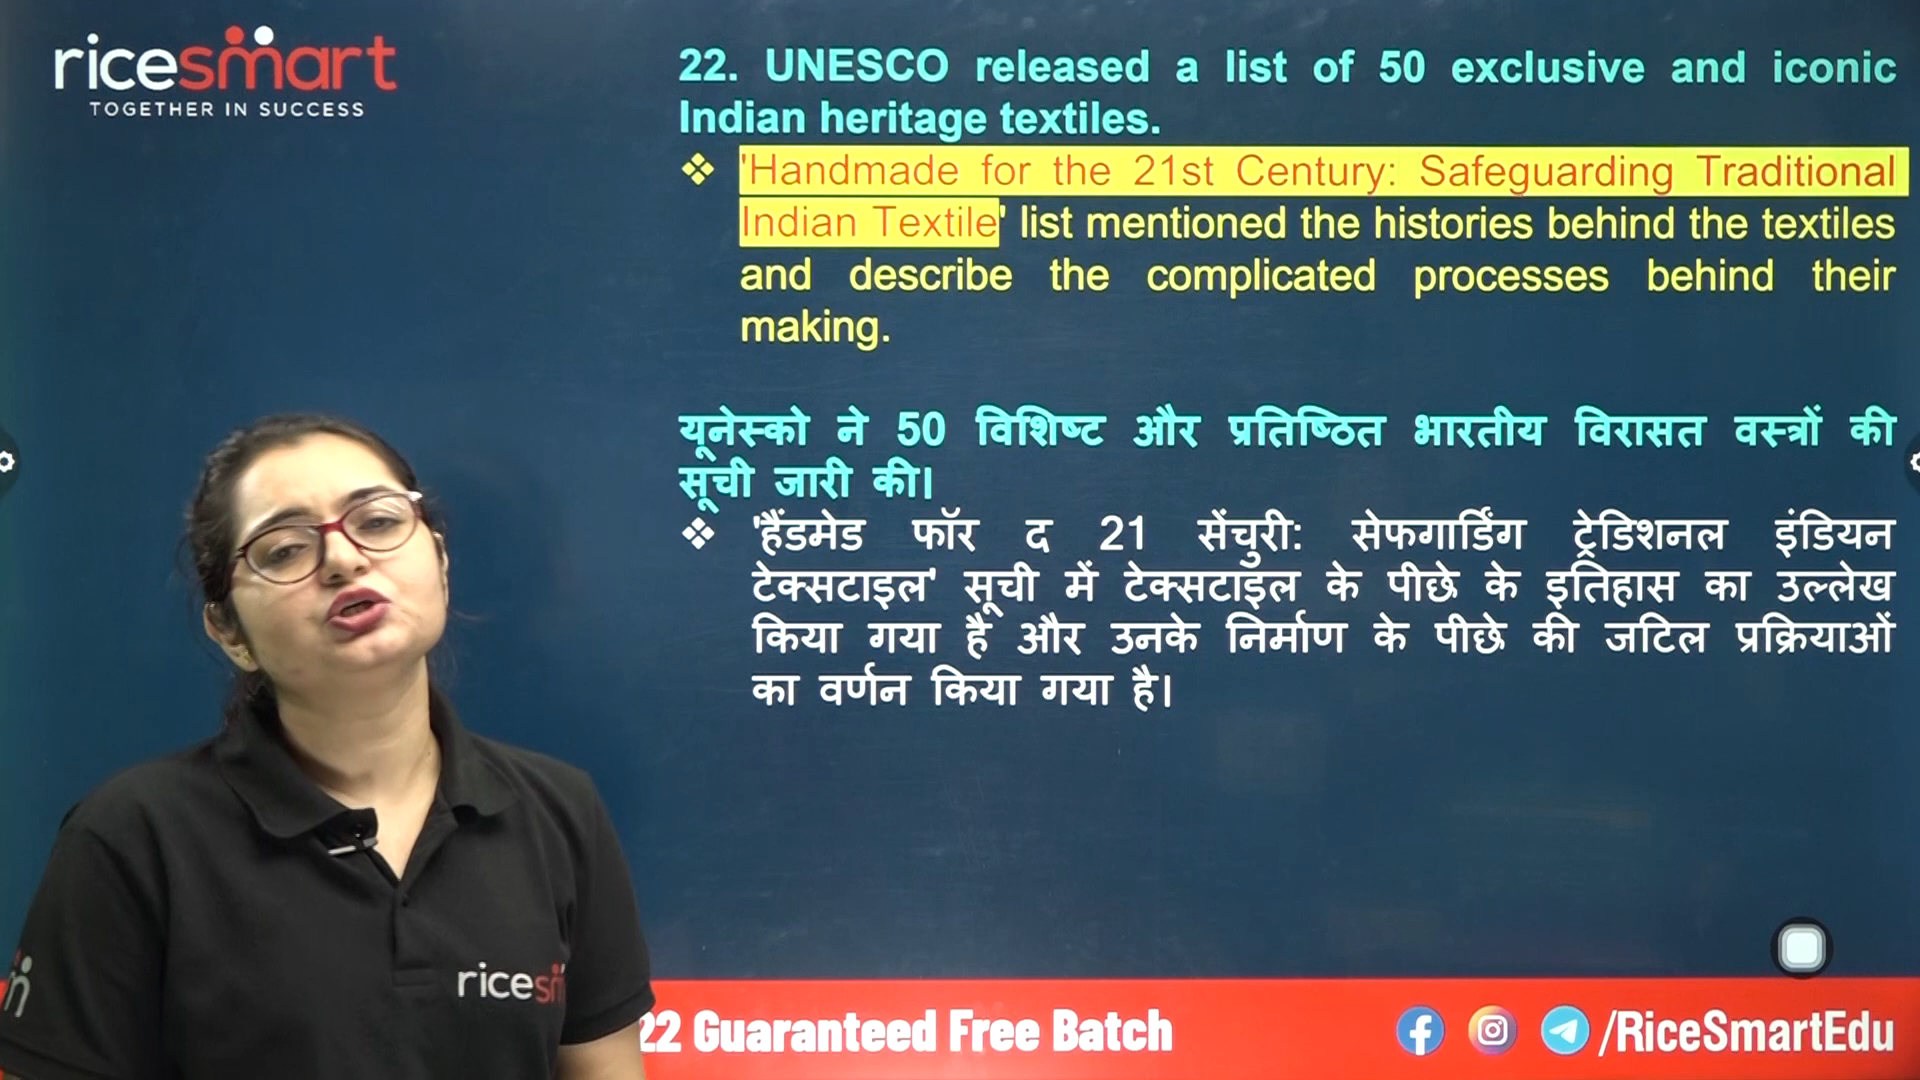 ricesmart
TOGETHER IN SUCCESS
22. UNESCO released a list of 50 exclusive and iconic
Indian heritage textiles.
❖ 'Handmade for the 21st Century: Safeguarding Traditional
Indian Textile' list mentioned the histories behind the textiles
and describe the complicated processes behind their
making.
यूनेस्को ने 50 विशिष्ट और प्रतिष्ठित भारतीय विरासत वस्त्रों की
सूची जारी की।
❖ 'हैंडमेड फॉर द 21 सेंचुरी: सेफगार्डिंग ट्रेडिशनल इंडियन
टेक्सटाइल' सूची में टेक्सटाइल के पीछे के इतिहास का उल्लेख
किया गया है और उनके निर्माण के पीछे की जटिल प्रक्रियाओं
का वर्णन किया गया है।
ricesm
22 Guaranteed Free Batch
/RiceSmartEdu